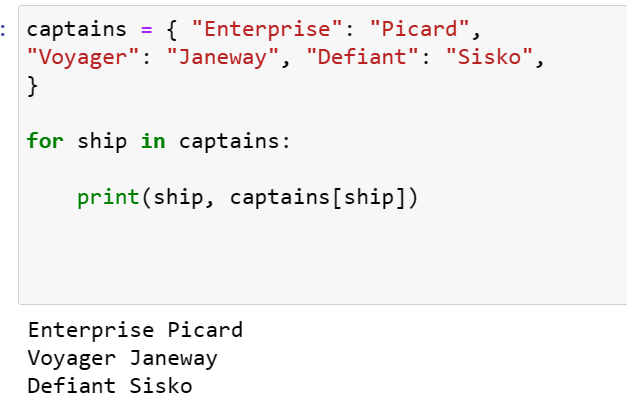 :
captains = { "Enterprise": "Picard",
"Voyager": "Janeway", "Defiant": "Sisko",
}
for ship in captains:
    print(ship, captains[ship])
Enterprise Picard
Voyager Janeway
Defiant Sisko